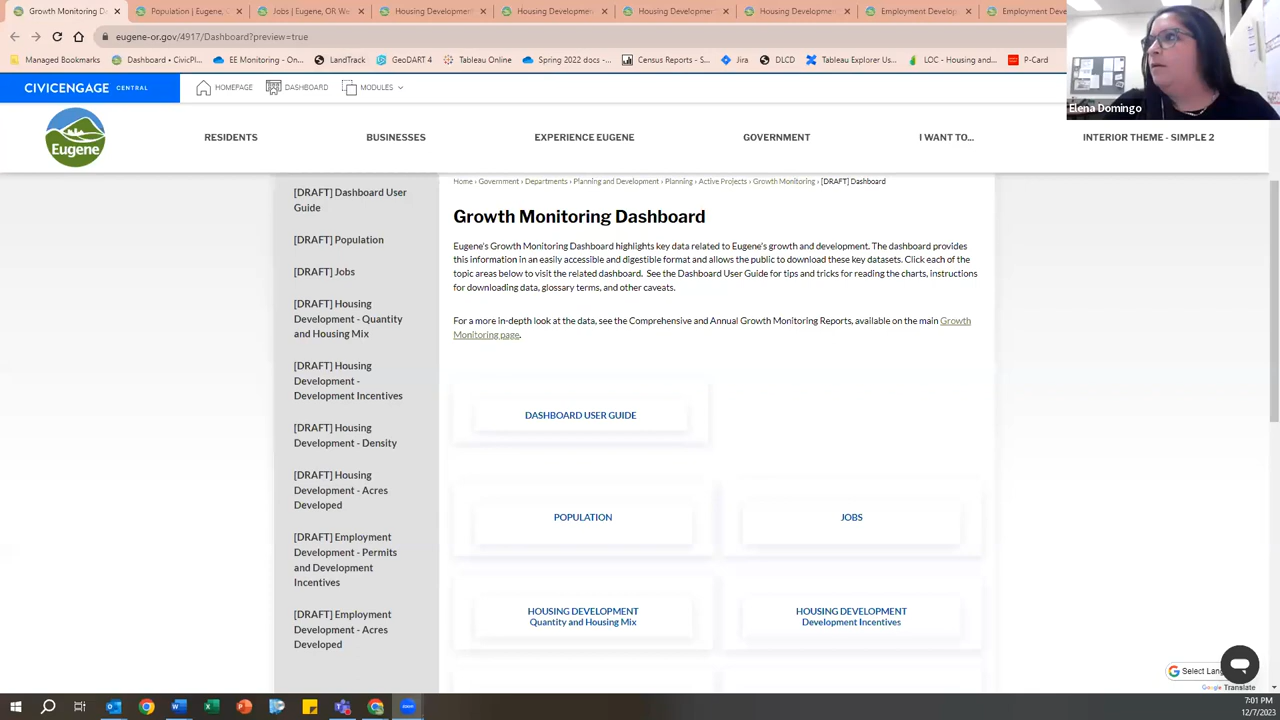 Growth Monitoring Da
Population | Eugene, C
Jobs | Eugene, OR We
Housing Development
Housing Development
Housing Development
Housing Development
Employment Develop
Employment Deve
eugene-or.gov/4917/Dashboard?preview=true
Managed Bookmarks
Dashboard • CivicPl...
EE Monitoring - On...
LandTrack
GeoDART 4
Tableau Online
Spring 2022 docs -...
Census Reports - S...
Jira
DLCD
Tableau Explorer Us...
LOC - Housing and...
P-Card
Elena Domingo
CIVICENGAGE CENTRAL
HOMEPAGE
DASHBOARD
MODULES
Eugene
RESIDENTS
BUSINESSES
EXPERIENCE EUGENE
GOVERNMENT
I WANT TO...
INTERIOR THEME - SIMPLE 2
Home › Government › Departments › Planning and Development › Planning › Active Projects › Growth Monitoring › [DRAFT] Dashboard
[DRAFT] Dashboard User
Guide
[DRAFT] Population
[DRAFT] Jobs
[DRAFT] Housing
Development - Quantity
and Housing Mix
[DRAFT] Housing
Development -
Development Incentives
[DRAFT] Housing
Development - Density
[DRAFT] Housing
Development - Acres
Developed
[DRAFT] Employment
Development - Permits
and Development
Incentives
[DRAFT] Employment
Development - Acres
Developed
Growth Monitoring Dashboard
Eugene's Growth Monitoring Dashboard highlights key data related to Eugene's growth and development. The dashboard provides
this information in an easily accessible and digestible format and allows the public to download these key datasets. Click each of the
topic areas below to visit the related dashboard. See the Dashboard User Guide for tips and tricks for reading the charts, instructions
for downloading data, glossary terms, and other caveats.
For a more in-depth look at the data, see the Comprehensive and Annual Growth Monitoring Reports, available on the main Growth
Monitoring page.
DASHBOARD USER GUIDE
POPULATION
JOBS
HOUSING DEVELOPMENT
Quantity and Housing Mix
HOUSING DEVELOPMENT
Development Incentives
Select Lang
Google Translate
7:01 PM
12/7/2023